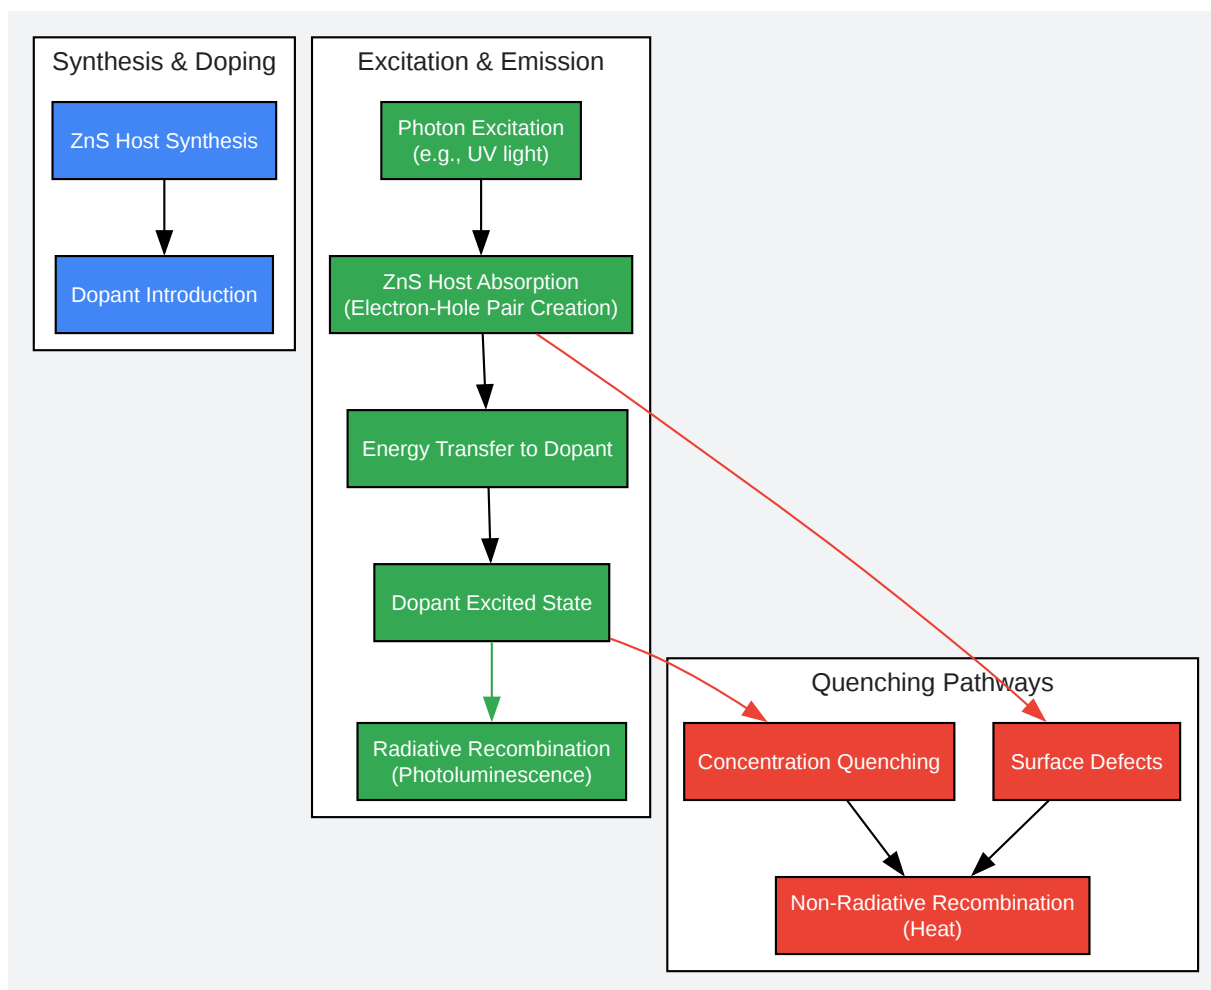 Synthesis & Doping
ZnS Host Synthesis
Dopant Introduction
Excitation & Emission
Photon Excitation
(e.g., UV light)
ZnS Host Absorption
(Electron-Hole Pair Creation)
Energy Transfer to Dopant
Dopant Excited State
Radiative Recombination
(Photoluminescence)
Quenching Pathways
Concentration Quenching
Surface Defects
Non-Radiative Recombination
(Heat)